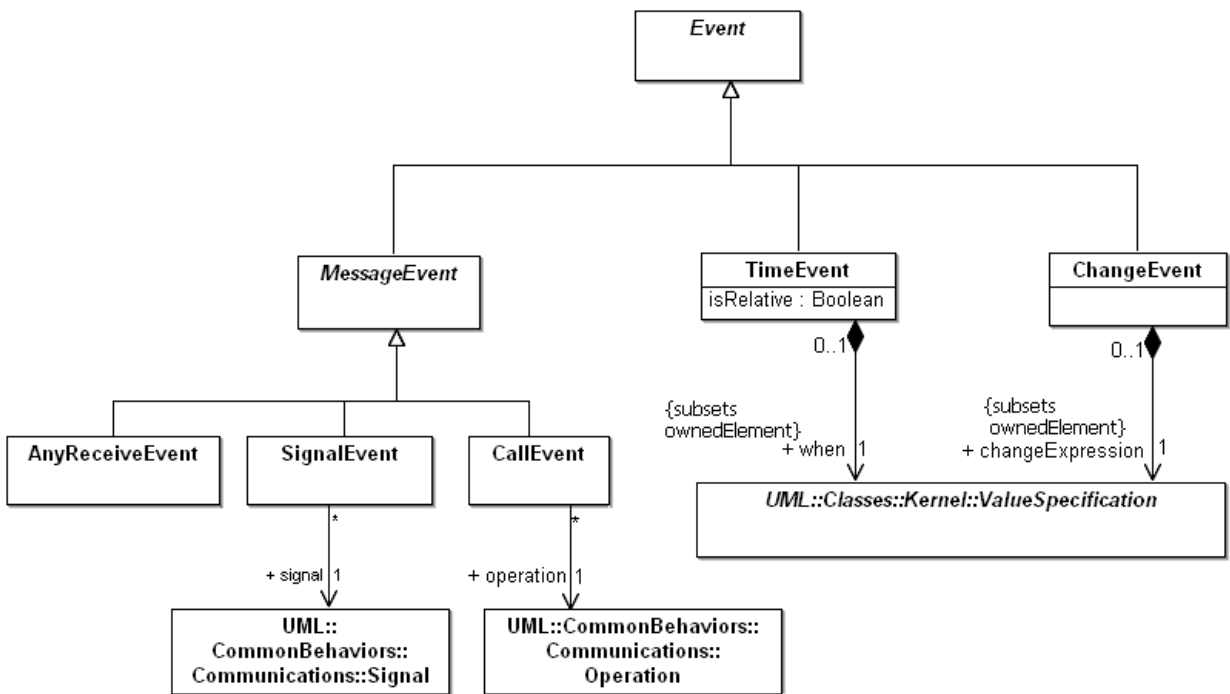 Event
MessageEvent
TimeEvent
isRelative : Boolean
ChangeEvent
0..1
0..1
{subsets
ownedElement}
+ when
1
{subsets
ownedElement}
+ changeExpression
1
AnyReceiveEvent
SignalEvent
CallEvent
UML::Classes::Kernel::ValueSpecification
*
*
+ signal
1
+ operation
1
UML::
CommonBehaviors::
Communications::Signal
UML::CommonBehaviors::
Communications::
Operation